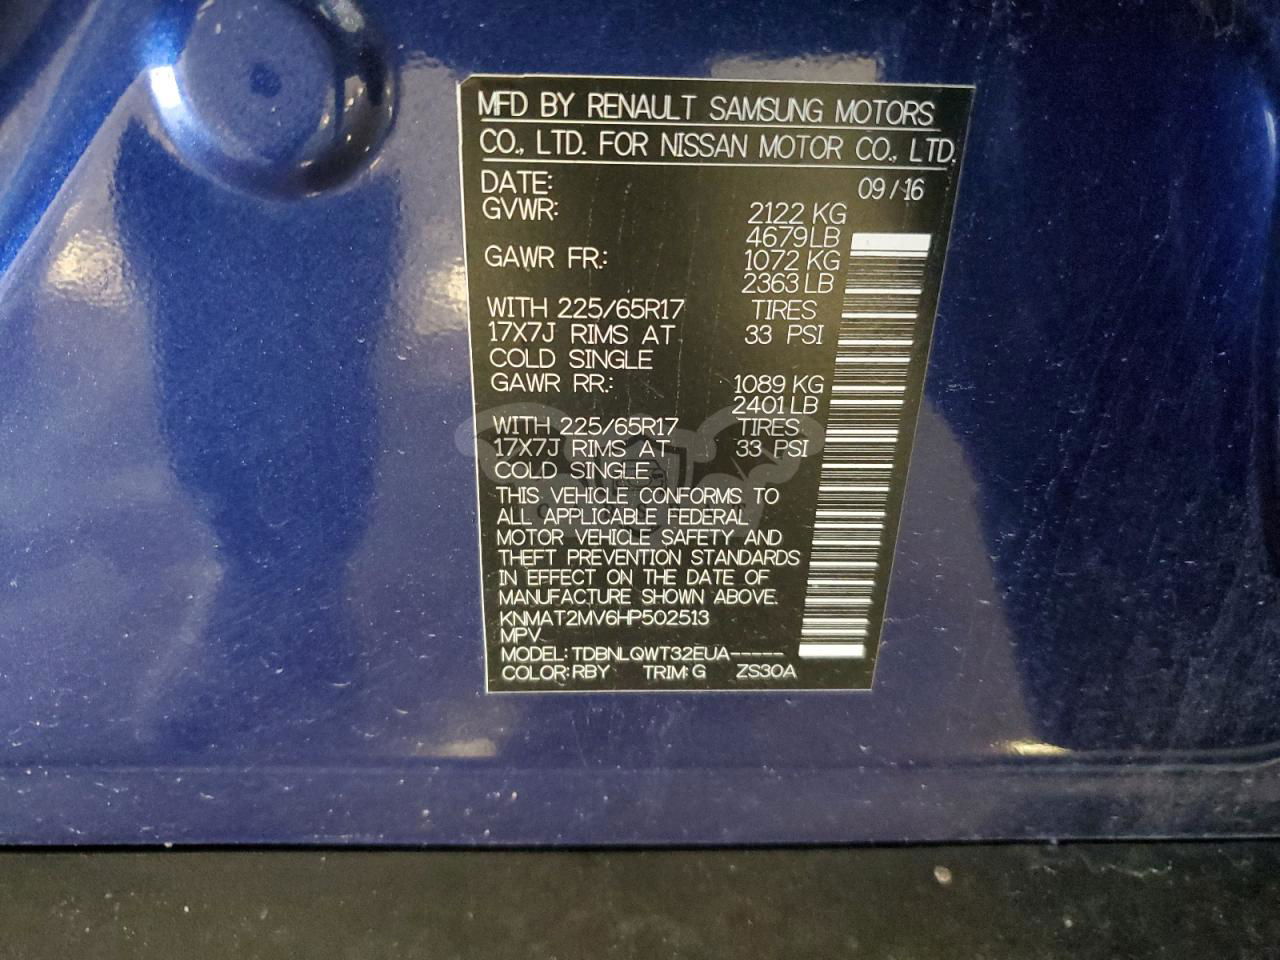 MFD BY RENAULT SAMSUNG MOTORS
CO., LTD. FOR NISSAN MOTOR CO., LTD.
DATE: 09/16
GVWR: 2122 KG
4679LB
GAWR FR.: 1072 KG
2363LB
WITH 225/65R17 TIRES
17X7J RIMS AT 33 PSI
COLD SINGLE
GAWR RR.: 1089 KG
2401LB
WITH 225/65R17 TIRES
17X7J RIMS AT 33 PSI
COLD SINGLE
THIS VEHICLE CONFORMS TO
ALL APPLICABLE FEDERAL
MOTOR VEHICLE SAFETY AND
THEFT PREVENTION STANDARDS
IN EFFECT ON THE DATE OF
MANUFACTURE SHOWN ABOVE.
KNMAT2MV6HP502513
MPV
MODEL:TDBNLQWT32EUA-----
COLOR:RBY TRIM:G ZS30A